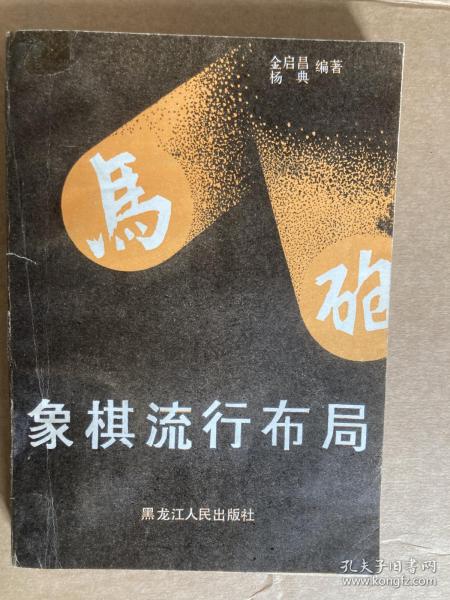 金启昌
杨典 编著
馬
砲
象棋流行布局
黑龙江人民出版社
孔夫子旧书网
www.kongfz.com